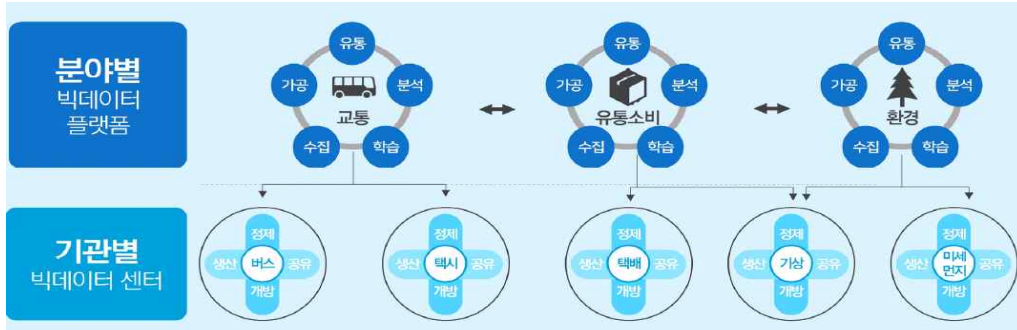 분야별
빅데이터
플랫폼
유통
가공
분석
교통
수집
학습
유통
가공
분석
유통소비
수집
학습
유통
가공
분석
환경
수집
학습
기관별
빅데이터 센터
정제
생산 버스 공유
개방
정제
생산 택시 공유
개방
정제
생산 택배 공유
개방
정제
생산 기상 공유
개방
정제
생산 미세 공유
먼지
개방